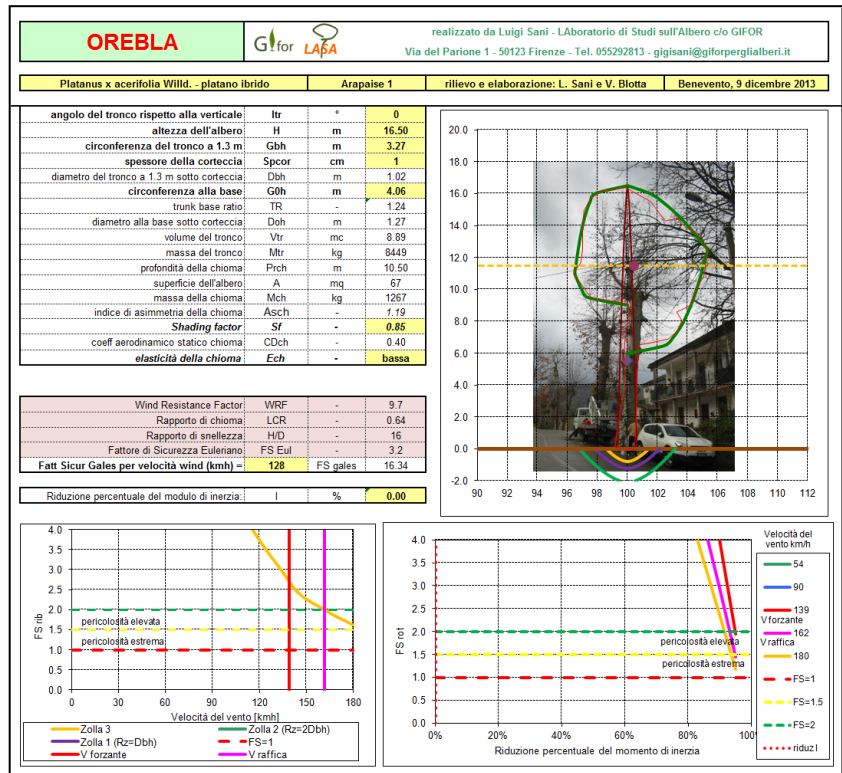 OREBLA
Gifor LASA
realizzato da Luigi Sani - LAboratorio di Studi sull'Albero c/o GIFOR
Via del Parione 1 - 50123 Firenze - Tel. 055292813 - gigisani@giforperglialberi.it
Platanus x acerifolia Willd. - platano ibrido Arapaise 1 rilievo e elaborazione: L. Sani e V. Blotta Benevento, 9 dicembre 2013
angolo del tronco rispetto alla verticale Itr ° 0
altezza dell'albero H m 16.50
circonferenza del tronco a 1.3 m Gbh m 3.27
spessore della corteccia Spcor cm 1
diametro del tronco a 1.3 m sotto corteccia Dbh m 1.02
circonferenza alla base G0h m 4.06
trunk base ratio TR - 1.24
diametro alla base sotto corteccia Doh m 1.27
volume del tronco Vtr mc 8.89
massa del tronco Mtr kg 8449
profondità della chioma Prch m 10.50
superficie dell'albero A mq 67
massa della chioma Mch kg 1267
indice di asimmetria della chioma Asch - 1.19
Shading factor Sf - 0.85
coeff aerodinamico statico chioma CDch - 0.40
elasticità della chioma Ech - bassa
Wind Resistance Factor WRF - 9.7
Rapporto di chioma LCR - 0.64
Rapporto di snellezza H/D - 16
Fattore di Sicurezza Euleriano FS Eul - 3.2
Fatt Sicur Gales per velocità wind (kmh) = 128 FS gales 16.34
Riduzione percentuale del modulo di inerzia: I % 0.00
20.0
18.0
16.0
14.0
12.0
10.0
8.0
6.0
4.0
2.0
0.0
-2.0
90 92 94 96 98 100 102 104 106 108 110 112
4.0
3.5
3.0
2.5
2.0
1.5
1.0
0.5
0.0
FS rib
pericolosità elevata
pericolosità estrema
0 30 60 90 120 150 180
Velocità del vento [kmh]
Zolla 3 Zolla 2 (Rz=2Dbh)
Zolla 1 (Rz=Dbh) FS=1
V forzante V raffica
4.0
3.5
3.0
2.5
2.0
1.5
1.0
0.5
0.0
FS rot
pericolosità elevata
pericolosità estrema
0% 20% 40% 60% 80% 100%
Riduzione percentuale del momento di inerzia
Velocità del
vento km/h
54
90
139
V forzante
162
V raffica
180
FS=1
FS=1.5
FS=2
riduz I